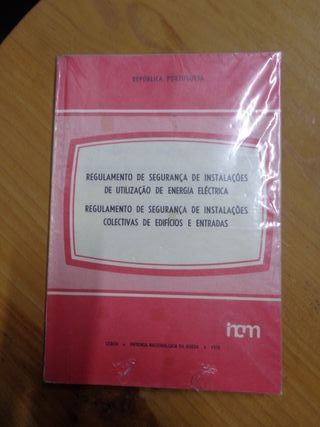 REPÚBLICA PORTUGUESA
REGULAMENTO DE SEGURANÇA DE INSTALAÇÕES
DE UTILIZAÇÃO DE ENERGIA ELÉCTRICA
REGULAMENTO DE SEGURANÇA DE INSTALAÇÕES
COLECTIVAS DE EDIFÍCIOS E ENTRADAS
incm
LISBOA • IMPRENSA NACIONAL-CASA DA MOEDA •